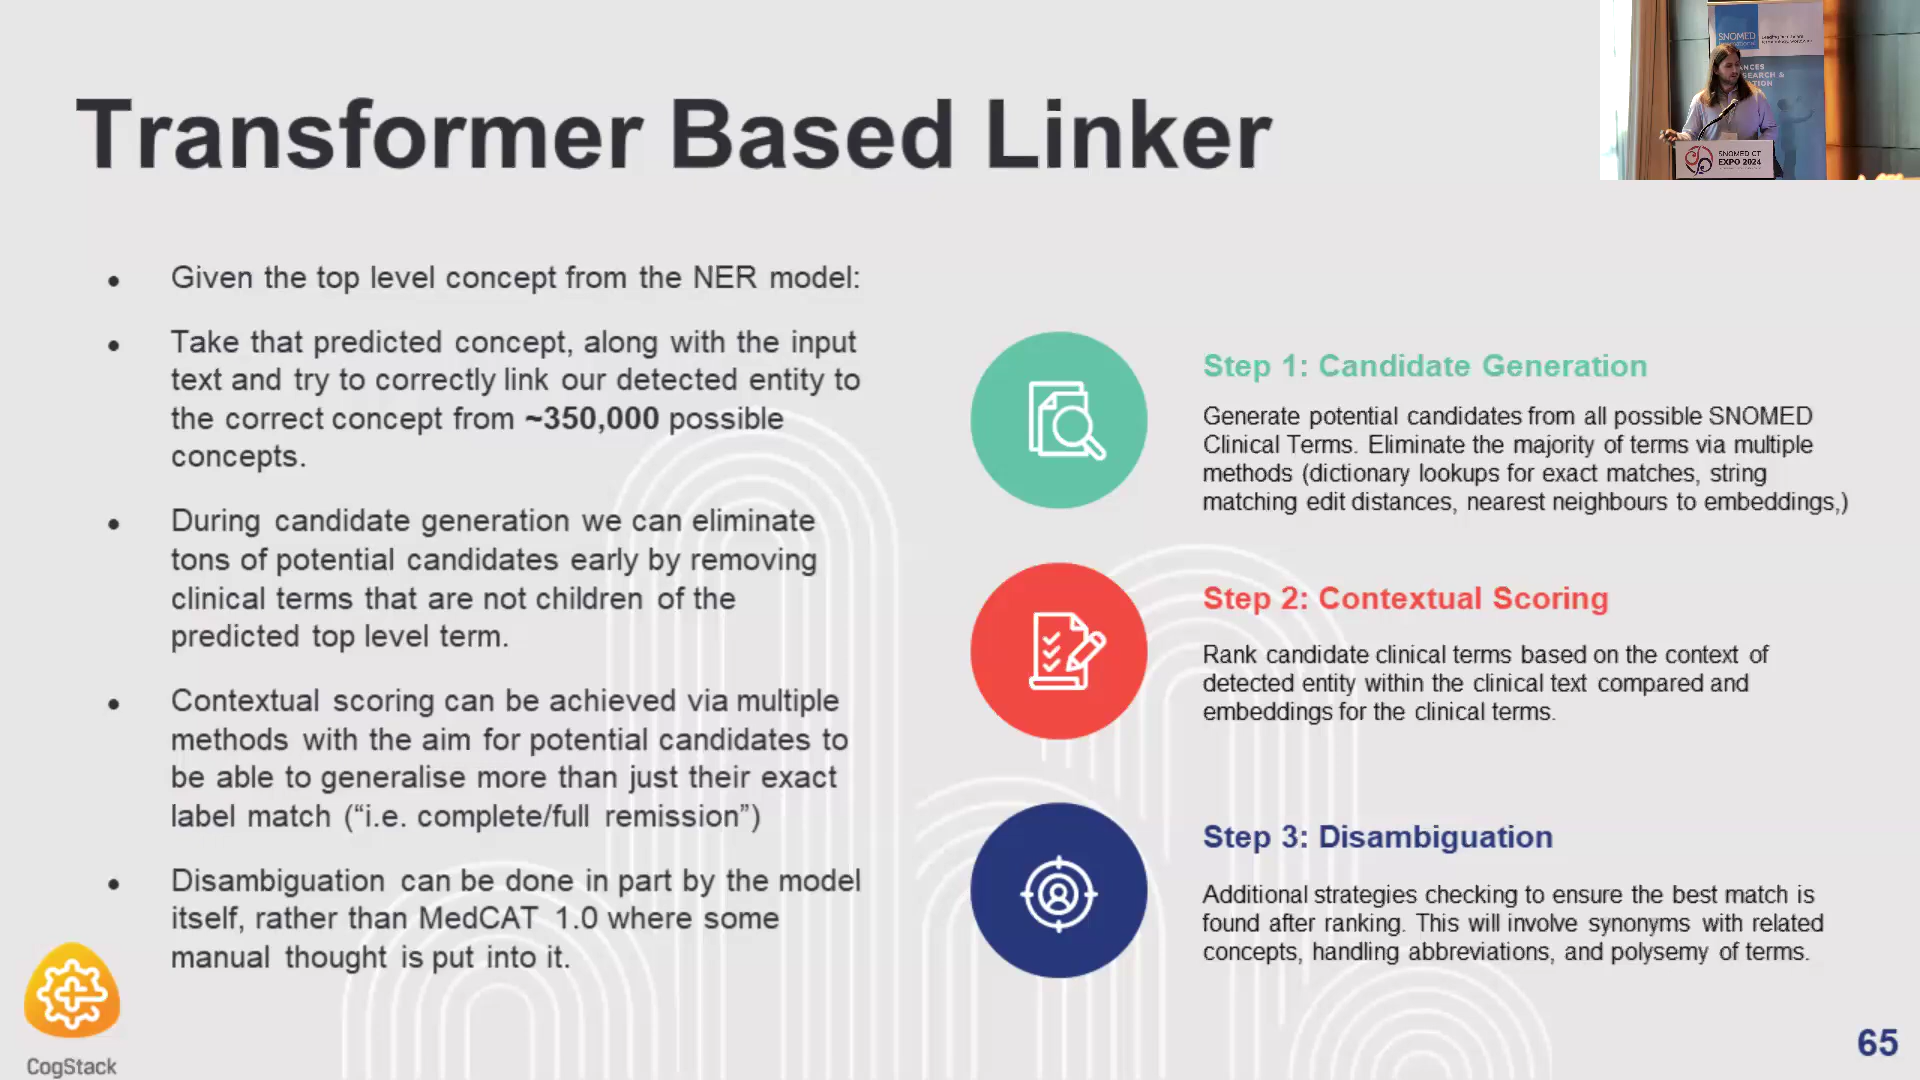 Transformer Based Linker
Given the top level concept from the NER model:
Take that predicted concept, along with the input
text and try to correctly link our detected entity to
the correct concept from ~350,000 possible
concepts.
During candidate generation we can eliminate
tons of potential candidates early by removing
clinical terms that are not children of the
predicted top level term.
Contextual scoring can be achieved via multiple
methods with the aim for potential candidates to
be able to generalise more than just their exact
label match (“i.e. complete/full remission”)
Disambiguation can be done in part by the model
itself, rather than MedCAT 1.0 where some
manual thought is put into it.
Step 1: Candidate Generation
Generate potential candidates from all possible SNOMED
Clinical Terms. Eliminate the majority of terms via multiple
methods (dictionary lookups for exact matches, string
matching edit distances, nearest neighbours to embeddings,)
Step 2: Contextual Scoring
Rank candidate clinical terms based on the context of
detected entity within the clinical text compared and
embeddings for the clinical terms.
Step 3: Disambiguation
Additional strategies checking to ensure the best match is
found after ranking. This will involve synonyms with related
concepts, handling abbreviations, and polysemy of terms.
CogStack
65
SNOMED
SNOMED CT
EXPO 2024